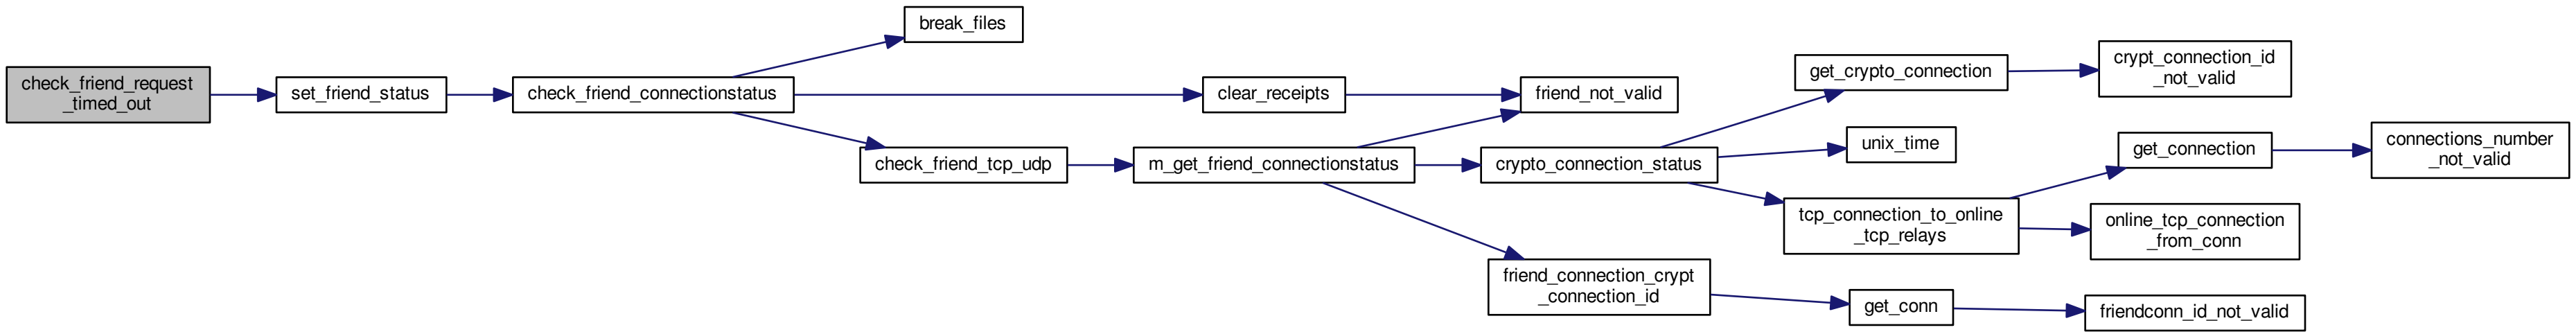 check_friend_request
_timed_out
set_friend_status
check_friend_connectionstatus
break_files
clear_receipts
check_friend_tcp_udp
friend_not_valid
m_get_friend_connectionstatus
crypto_connection_status
friend_connection_crypt
_connection_id
get_crypto_connection
unix_time
tcp_connection_to_online
_tcp_relays
get_conn
crypt_connection_id
_not_valid
get_connection
online_tcp_connection
_from_conn
friendconn_id_not_valid
connections_number
_not_valid